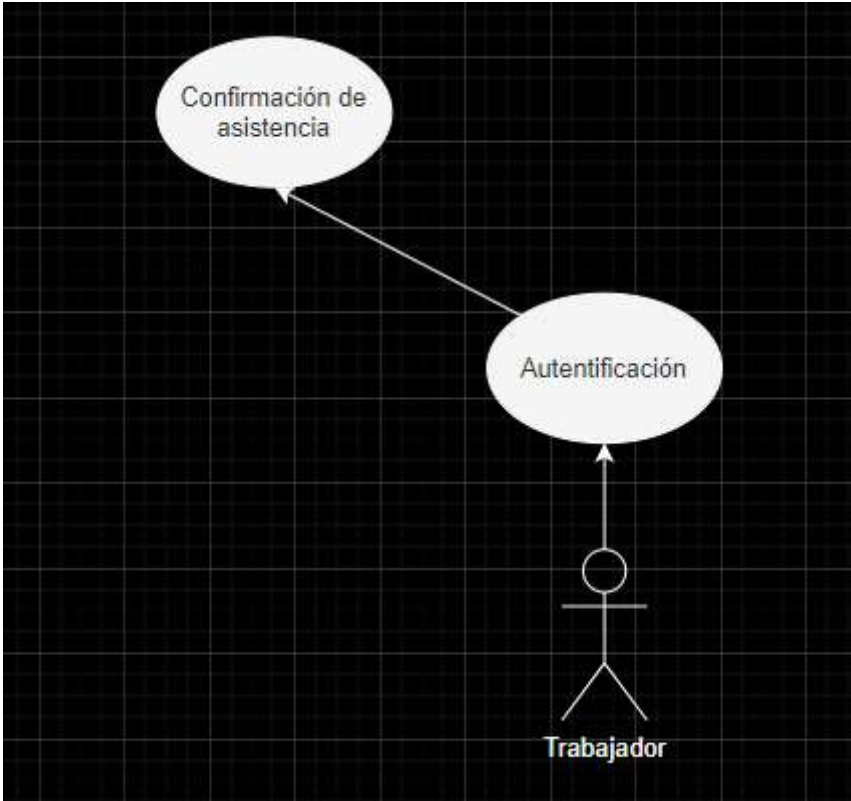 Confirmación de
asistencia
Autentificación
Trabajador